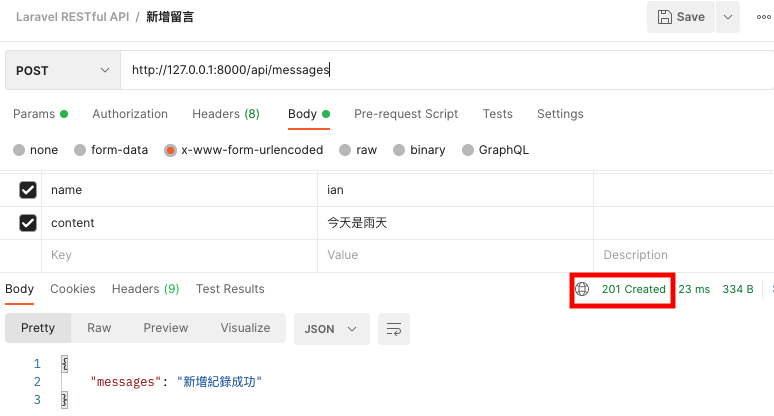 Laravel RESTful API / 新增留言
Save
POST http://127.0.0.1:8000/api/messages
Params Authorization Headers (8) Body Pre-request Script Tests Settings
none form-data x-www-form-urlencoded raw binary GraphQL
name ian
content 今天是雨天
Key Value Description
Body Cookies Headers (9) Test Results 201 Created 23 ms 334 B
Pretty Raw Preview Visualize JSON
1 {
2 "messages": "新增紀錄成功"
3 }